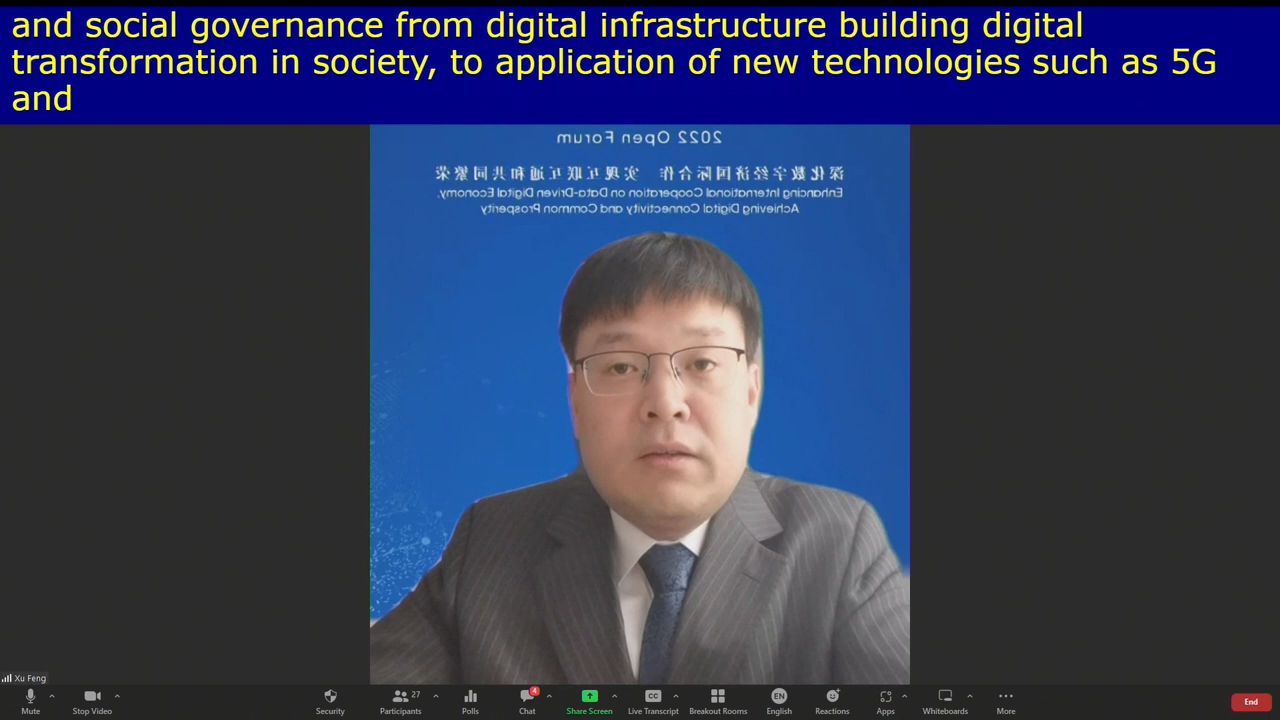 and social governance from digital infrastructure building digital
transformation in society, to application of new technologies such as 5G
and
2022 Open Forum
深化数字经济国际合作 实现互联互通和共同繁荣
Enhancing International Cooperation on Data-Driven Digital Economy,
Achieving Digital Connectivity and Common Prosperity
Xu Feng
Mute
Stop Video
Security
27
Participants
Polls
4
Chat
Share Screen
CC
Live Transcript
Breakout Rooms
EN
English
Reactions
Apps
Whiteboards
More
End